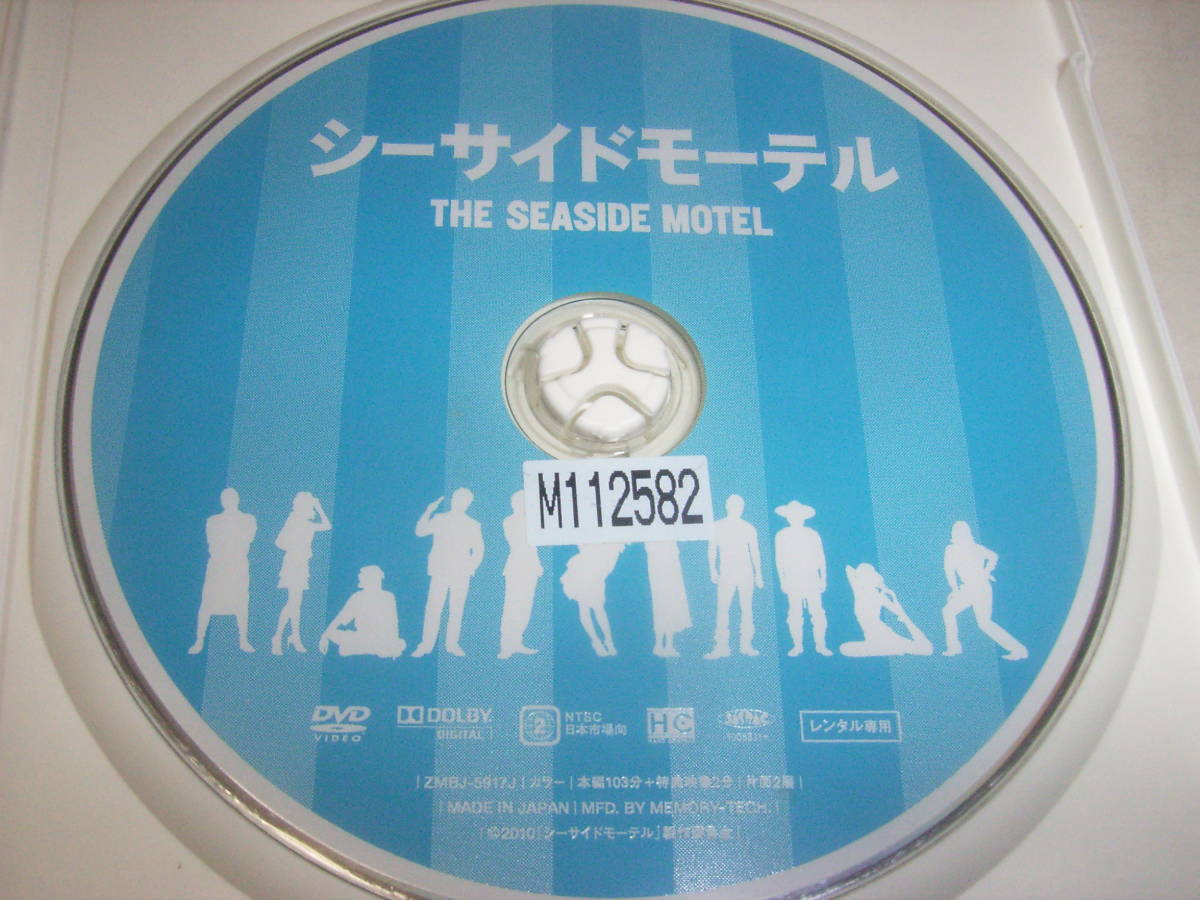 シーサイドモーテル
THE SEASIDE MOTEL
M112582
DVD VIDEO
DOLBY DIGITAL
2
NTSC 日本市場向
レンタル専用
ZMBJ-5917J | カラー | 本編103分+特典映像2分 | 片面2層 |
| MADE IN JAPAN | MFD. BY MEMORY-TECH. |
| ©2010「シーサイドモーテル」製作委員会 |